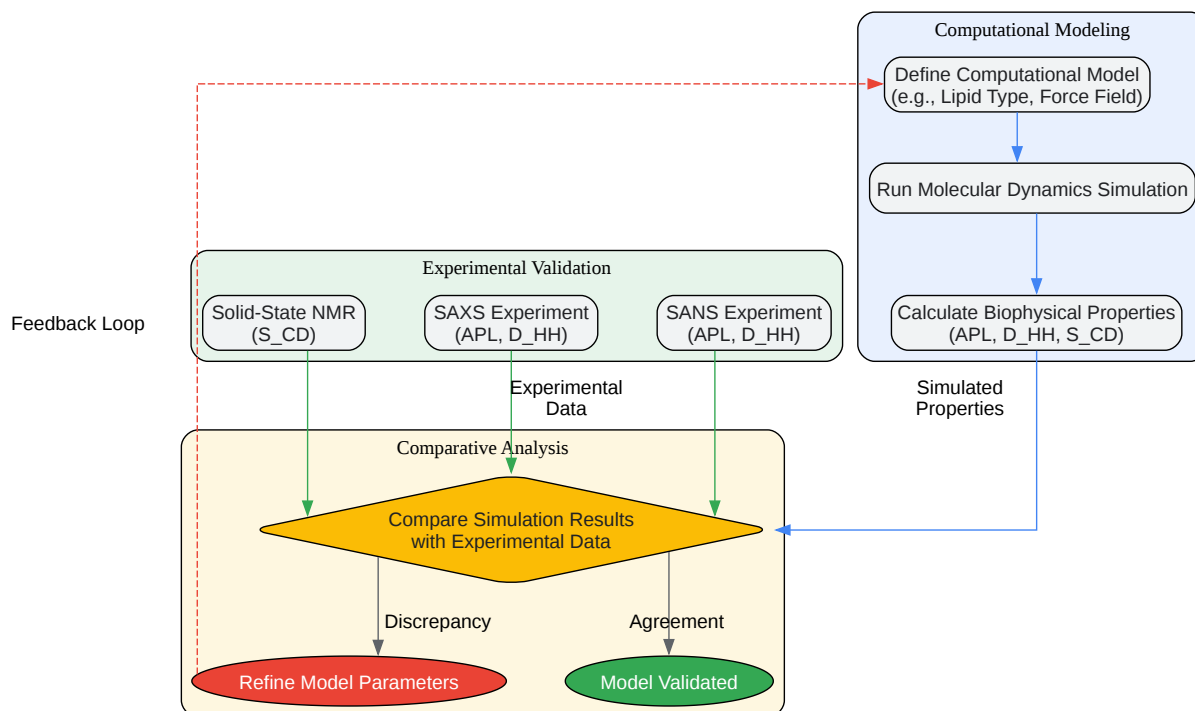 Computational Modeling
Define Computational Model
(e.g., Lipid Type, Force Field)
Run Molecular Dynamics Simulation
Experimental Validation
Solid-State NMR
(S_CD)
SAXS Experiment
(APL, D_HH)
SANS Experiment
(APL, D_HH)
Calculate Biophysical Properties
(APL, D_HH, S_CD)
Feedback Loop
Experimental
Data
Simulated
Properties
Comparative Analysis
Compare Simulation Results
with Experimental Data
Discrepancy
Agreement
Refine Model Parameters
Model Validated